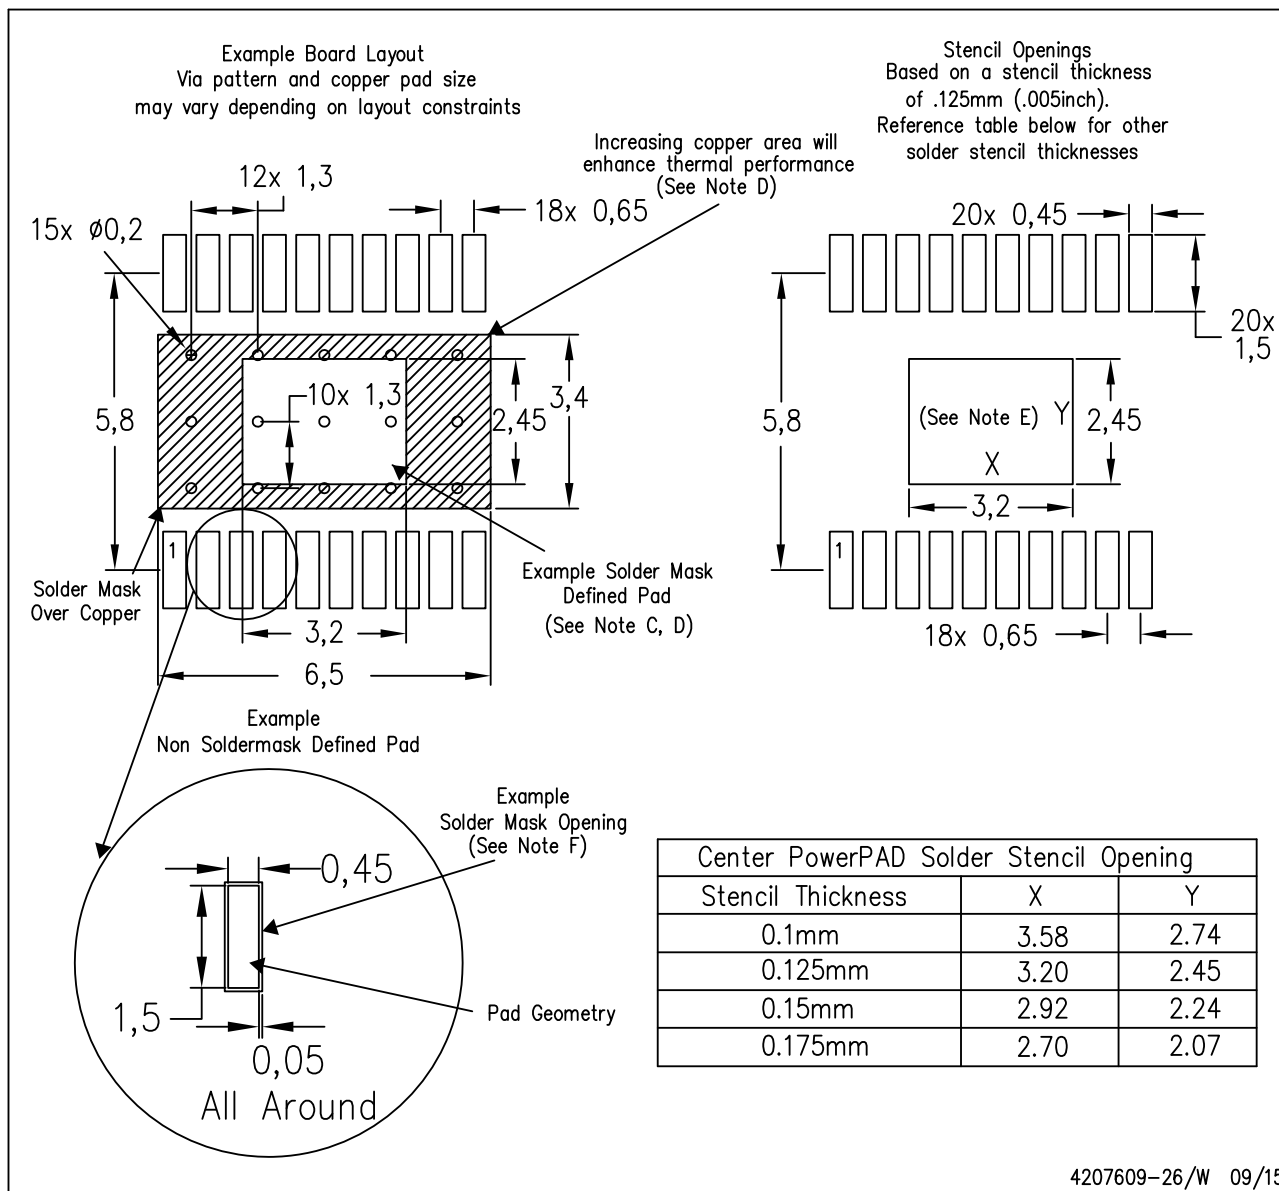 Example Board Layout
Via pattern and copper pad size
may vary depending on layout constraints
Stencil Openings
Based on a stencil thickness
of .125mm (.005inch).
Reference table below for other
solder stencil thicknesses
Increasing copper area will
enhance thermal performance
(See Note D)
12x 1,3
18x 0,65
15x ø0,2
5,8
10x 1,3
2,45
3,4
1
Solder Mask
Over Copper
Example Solder Mask
Defined Pad
(See Note C, D)
3,2
6,5
20x 0,45
20x
1,5
5,8
(See Note E)
Y
X
2,45
3,2
1
18x 0,65
Example
Non Soldermask Defined Pad
Example
Solder Mask Opening
(See Note F)
0,45
1,5
Pad Geometry
0,05
All Around
Center PowerPAD Solder Stencil Opening
Stencil Thickness X Y
0.1mm 3.58 2.74
0.125mm 3.20 2.45
0.15mm 2.92 2.24
0.175mm 2.70 2.07
4207609-26/W 09/15